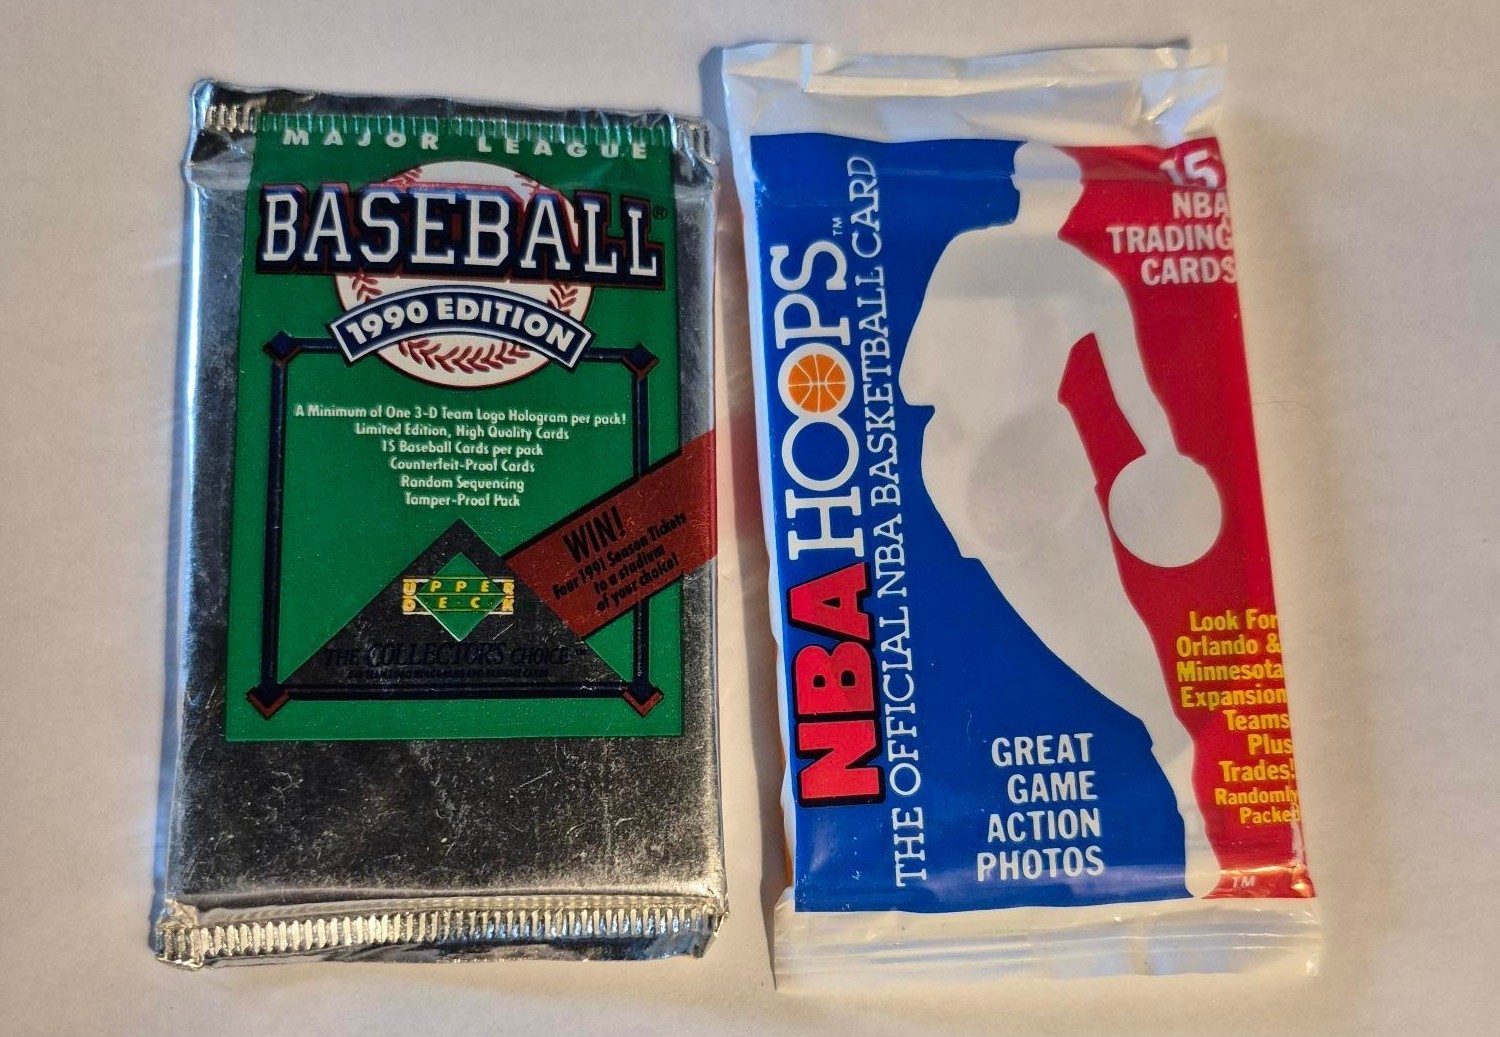 MAJOR LEAGUE
BASEBALL®
1990 EDITION
A Minimum of One 3-D Team Logo Hologram per pack!
Limited Edition, High Quality Cards
15 Baseball Cards per pack
Counterfeit-Proof Cards
Random Sequencing
Tamper-Proof Pack
WIN!
Four 1991 Season Tickets
to a stadium
of your choice!
UPPER
DECK
THE COLLECTOR'S CHOICE™
NBA HOOPS™
THE OFFICIAL NBA BASKETBALL CARD
15
NBA
TRADING
CARDS
Look For
Orlando &
Minnesota
Expansion
Teams
Plus
Trades!
Randomly
Packed
GREAT
GAME
ACTION
PHOTOS
TM